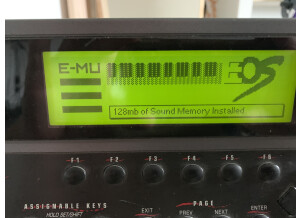 E-MU EOS
128mb of Sound Memory Installed
F1 F2 F3 F4 F5 F6
ASSIGNABLE KEYS PAGE
HOLD SET/SHIFT EXIT PREV NEXT ENTER